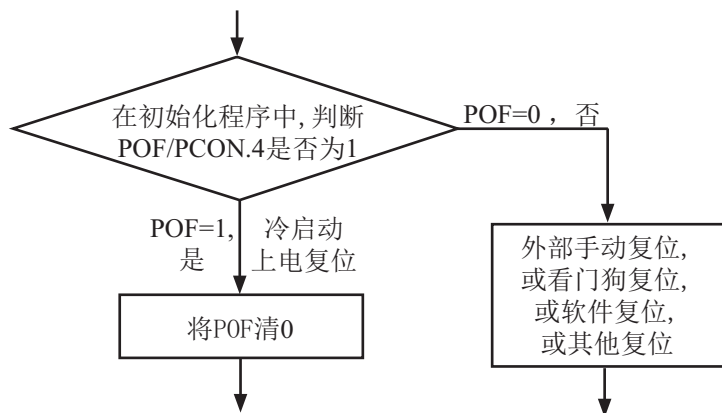 在初始化程序中,判断
POF/PCON.4是否为1
POF=0 ，否
POF=1, 冷启动
是 上电复位
将POF清0
外部手动复位,
或看门狗复位,
或软件复位,
或其他复位